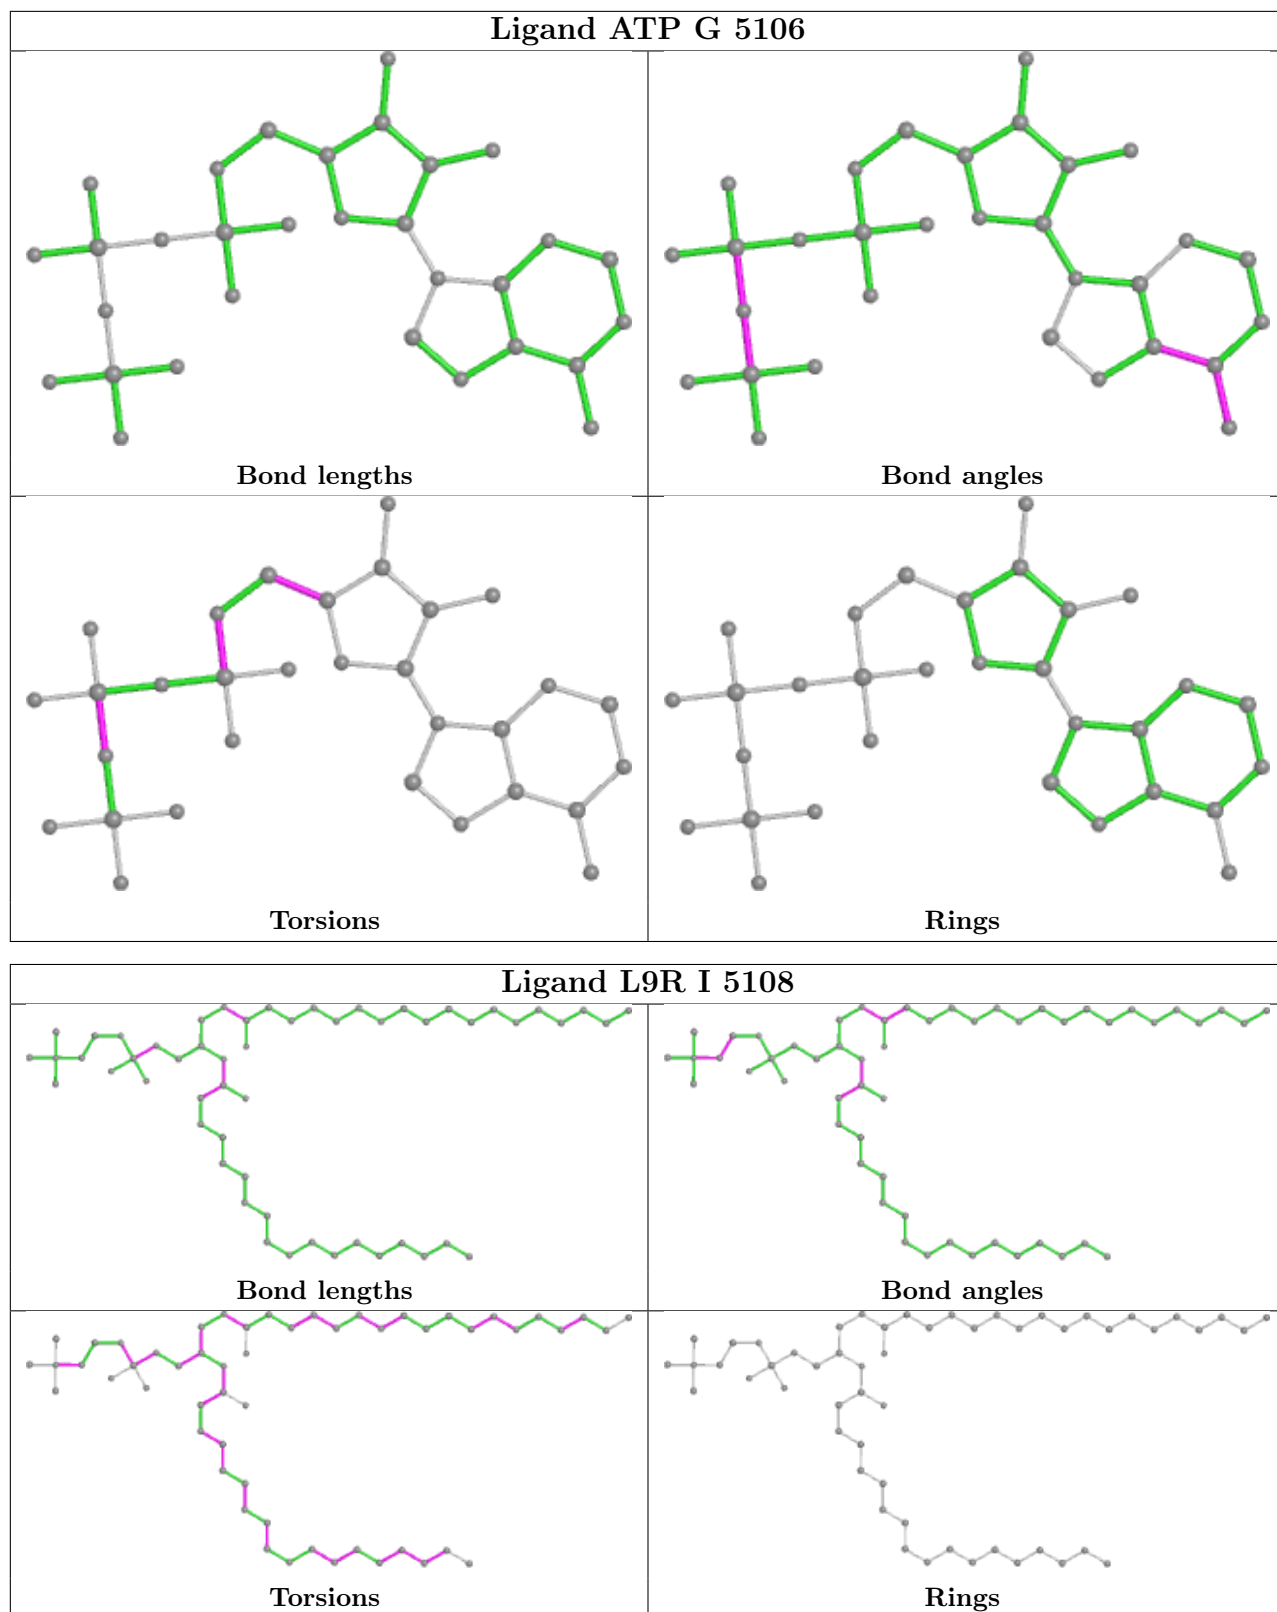 Ligand ATP G 5106
Bond lengths
Bond angles
Torsions
Rings
Ligand L9R I 5108
Bond lengths
Bond angles
Torsions
Rings